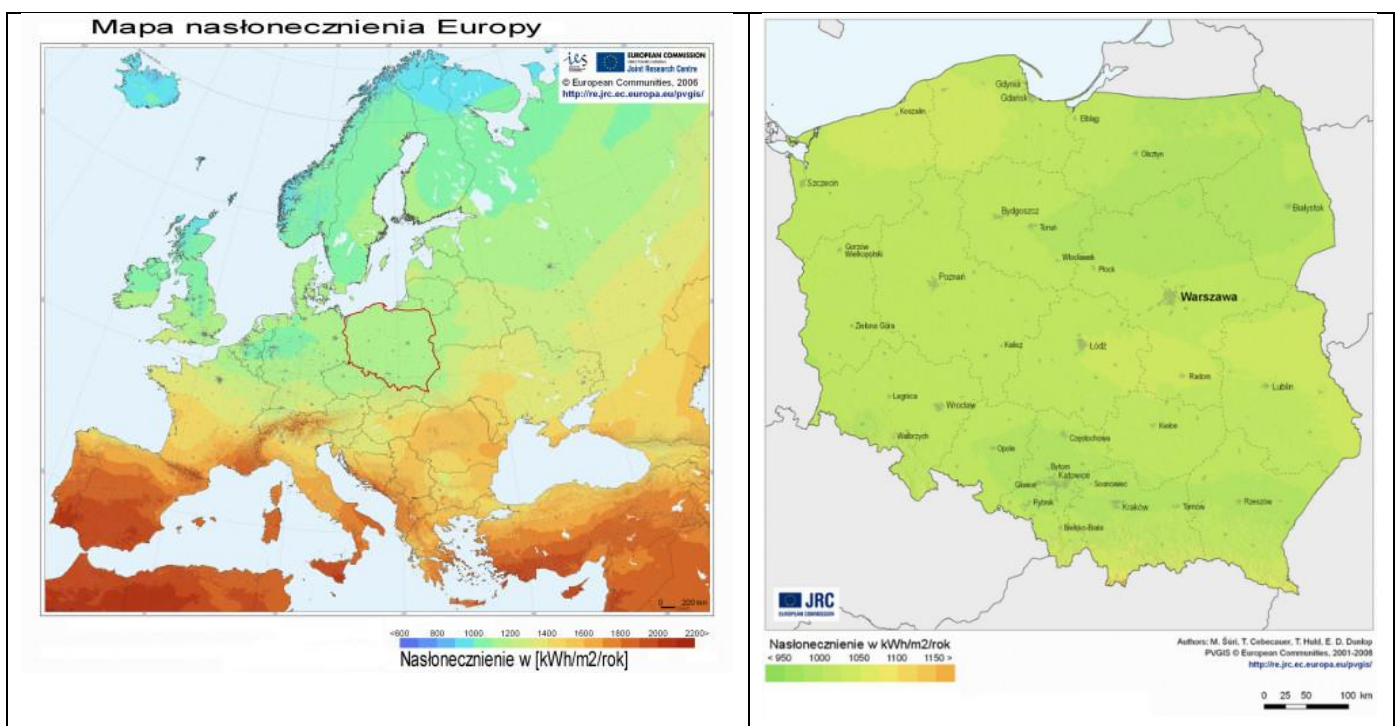 Mapa nasłonecznienia Europy
ies
EUROPEAN COMMISSION
Joint Research Centre
© European Communities, 2006
http://re.jrc.ec.europa.eu/pvgis/
0 200 km
<600 800 1000 1200 1400 1600 1800 2000 2200>
Nasłonecznienie w [kWh/m2/rok]
Gdynia
Gdańsk
Koszalin
Elbląg
Olsztyn
Szczecin
Białystok
Bydgoszcz
Toruń
Gorzów
Wielkopolski
Włocławek
Płock
Poznań
Warszawa
Zielona Góra
Kalisz
Łódź
Radom
Lublin
Legnica
Wrocław
Wałbrzych
Kielce
Opole
Częstochowa
Bytom
Katowice
Gliwice
Sosnowiec
Rybnik
Kraków
Tarnów
Rzeszów
Bielsko-Biała
JRC
EUROPEAN COMMISSION
Nasłonecznienie w kWh/m2/rok
< 950 1000 1050 1100 1150 >
Authors: M. Šúri, T. Cebecauer, T. Huld, E. D. Dunlop
PVGIS © European Communities, 2001-2008
http://re.jrc.ec.europa.eu/pvgis/
0 25 50 100 km